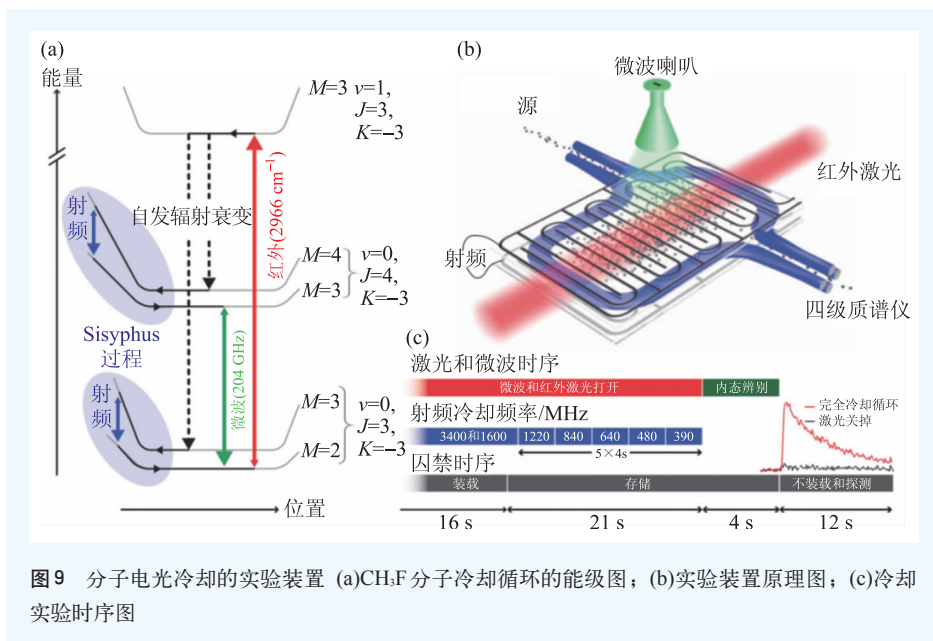 (a)
能量
M=3 v=1,
J=3,
K=−3
射频
自发辐射衰变
红外(2966 cm⁻¹)
M=4
M=3
v=0,
J=4,
K=−3
Sisyphus
过程
微波(204 GHz)
射频
M=3
M=2
v=0,
J=3,
K=−3
位置
(b)
微波喇叭
源
红外激光
射频
四级质谱仪
(c)
激光和微波时序
微波和红外激光打开 内态辨别
射频冷却频率/MHz
3400和1600 1220 840 640 480 390
5×4s
完全冷却循环
激光关掉
囚禁时序
装载 存储 不装载和探测
16 s 21 s 4 s 12 s
图9 分子电光冷却的实验装置 (a)CH₃F分子冷却循环的能级图；(b)实验装置原理图；(c)冷却
实验时序图